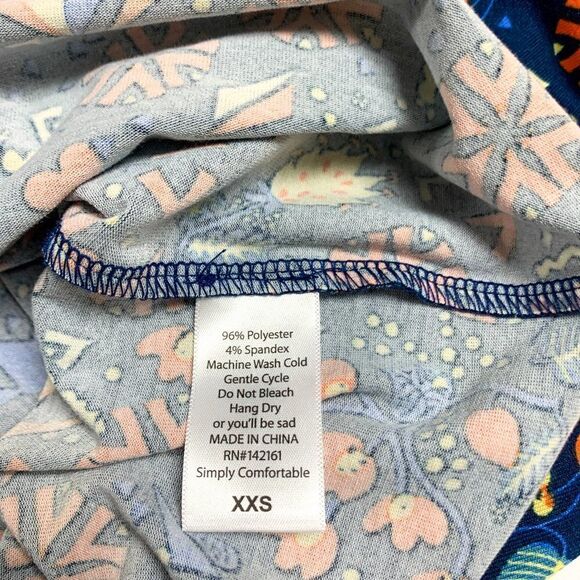 96% Polyester
4% Spandex
Machine Wash Cold
Gentle Cycle
Do Not Bleach
Hang Dry
or you'll be sad
MADE IN CHINA
RN#142161
Simply Comfortable
XXS